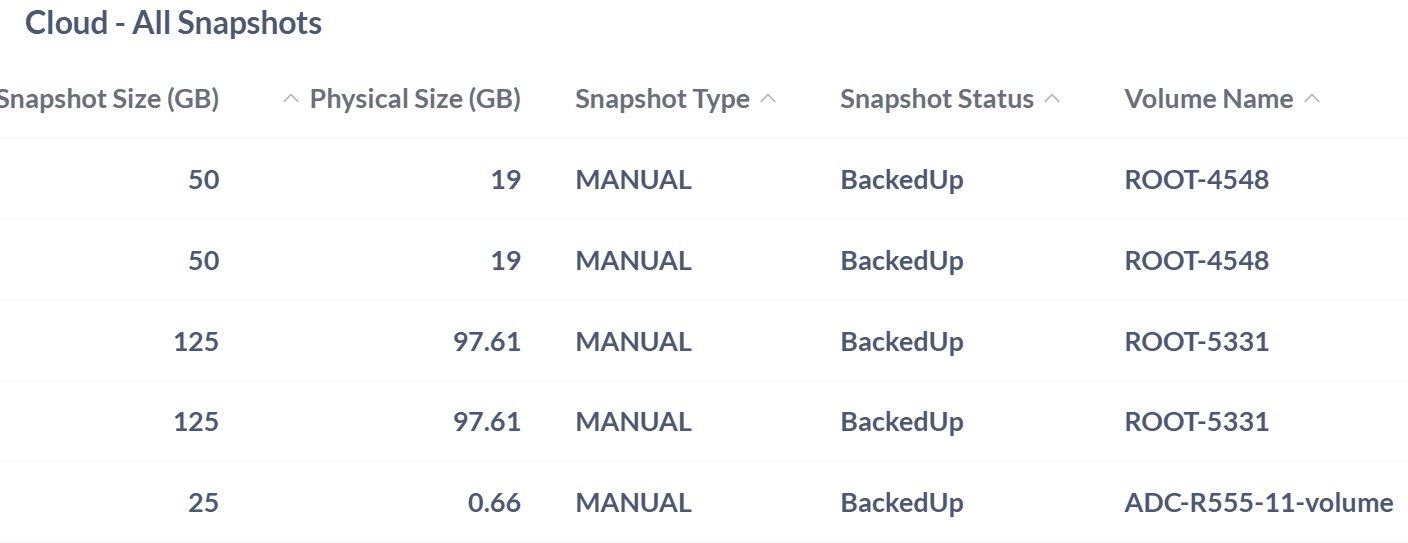 Cloud - All Snapshots
Snapshot Size (GB) Physical Size (GB) Snapshot Type Snapshot Status Volume Name
50 19 MANUAL BackedUp ROOT-4548
50 19 MANUAL BackedUp ROOT-4548
125 97.61 MANUAL BackedUp ROOT-5331
125 97.61 MANUAL BackedUp ROOT-5331
25 0.66 MANUAL BackedUp ADC-R555-11-volume